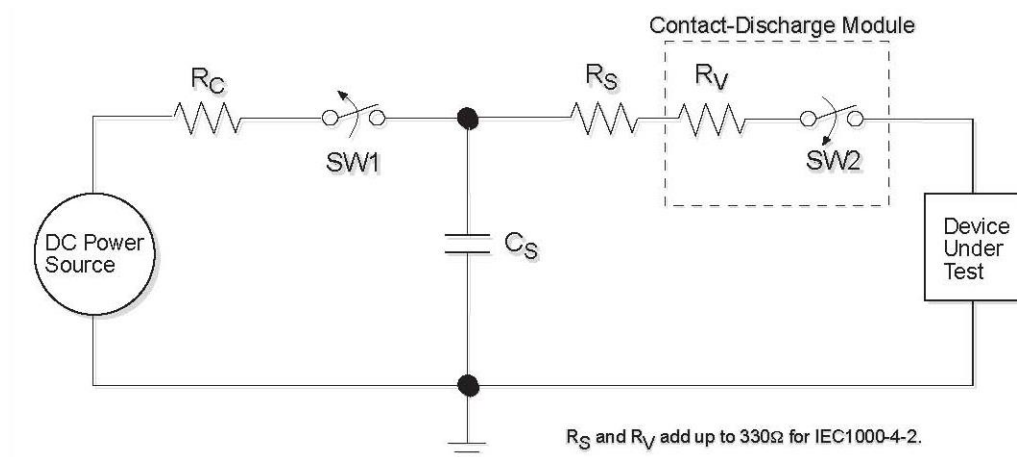 Contact-Discharge Module
RC
RS
RV
SW1
SW2
DC Power
Source
CS
Device
Under
Test
RS and RV add up to 330Ω for IEC1000-4-2.